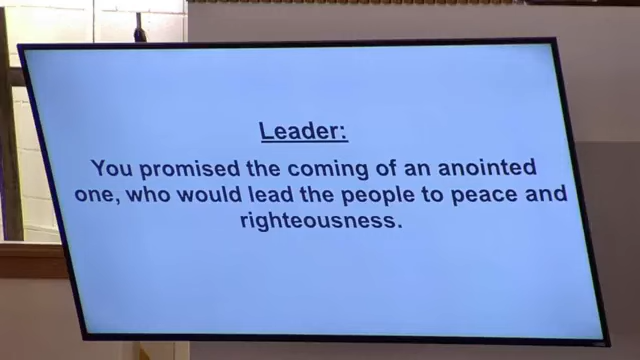 Leader:
You promised the coming of an anointed
one, who would lead the people to peace and
righteousness.